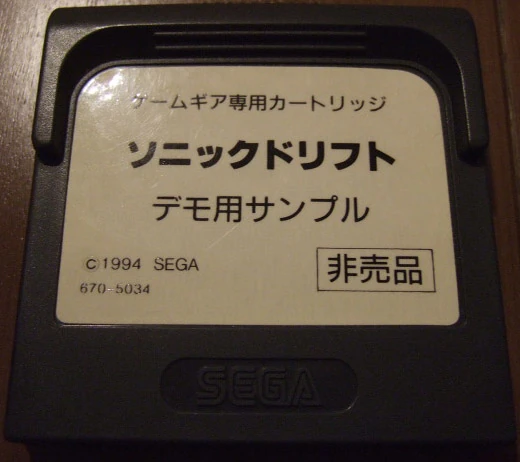 ゲームギア専用カートリッジ
ソニックドリフト
デモ用サンプル
©1994 SEGA
670-5034
非売品
SEGA